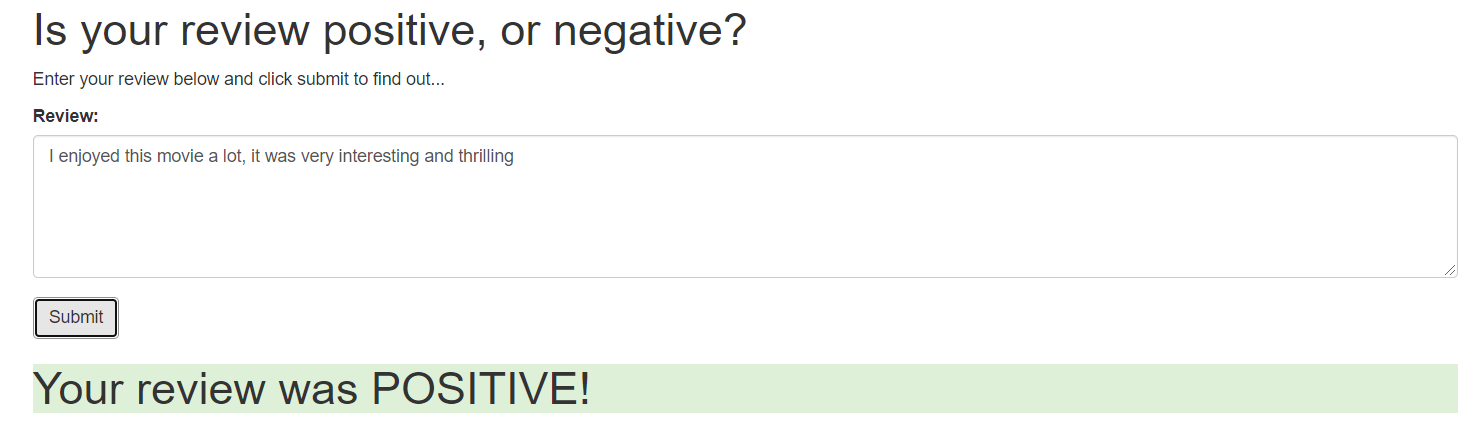 Is your review positive, or negative?
Enter your review below and click submit to find out...
Review:
I enjoyed this movie a lot, it was very interesting and thrilling
Submit
Your review was POSITIVE!